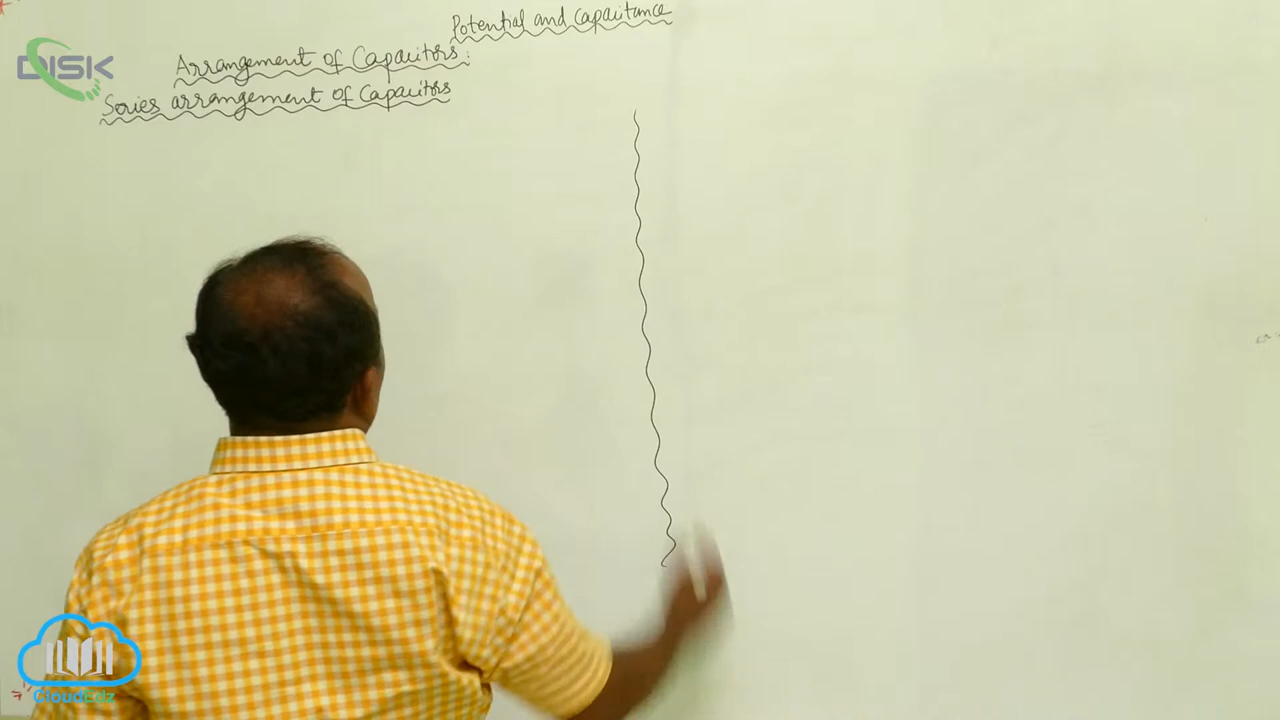 Potential and Capacitance
Arrangement of Capacitors:
Series arrangement of Capacitors
DISK
CloudEdz